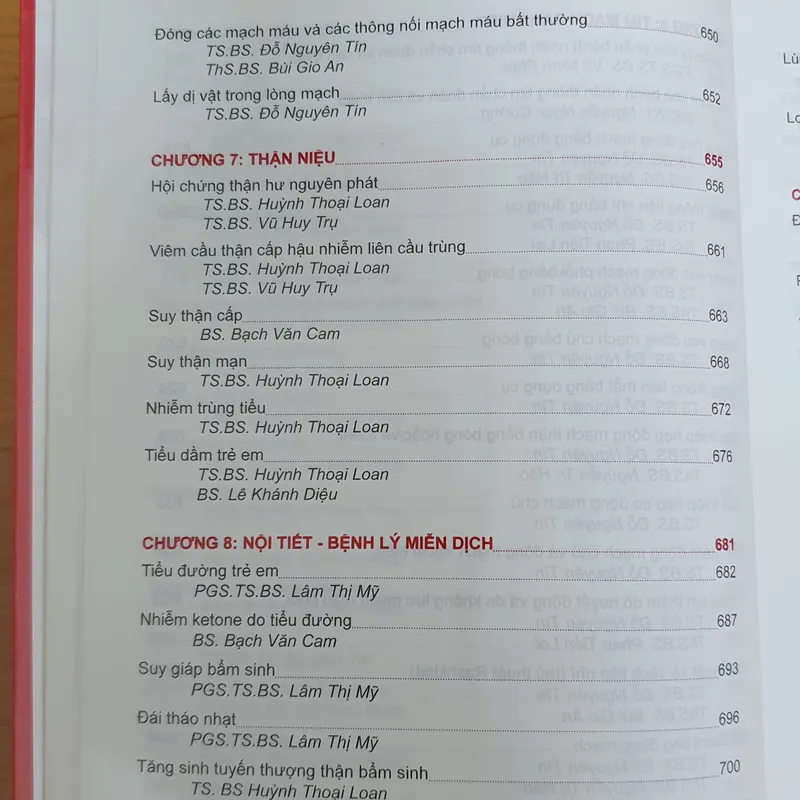 Đóng các mạch máu và các thông nối mạch máu bất thường 650
TS.BS. Đỗ Nguyên Tín
ThS.BS. Bùi Gio An
Lấy dị vật trong lòng mạch 652
TS.BS. Đỗ Nguyên Tín
CHƯƠNG 7: THẬN NIỆU 655
Hội chứng thận hư nguyên phát 656
TS.BS. Huỳnh Thoại Loan
TS.BS. Vũ Huy Trụ
Viêm cầu thận cấp hậu nhiễm liên cầu trùng 661
TS.BS. Huỳnh Thoại Loan
TS.BS. Vũ Huy Trụ
Suy thận cấp 663
BS. Bạch Văn Cam
Suy thận mạn 668
TS.BS. Huỳnh Thoại Loan
Nhiễm trùng tiểu 672
TS.BS. Huỳnh Thoại Loan
Tiểu dầm trẻ em 676
TS.BS. Huỳnh Thoại Loan
BS. Lê Khánh Diệu
CHƯƠNG 8: NỘI TIẾT - BỆNH LÝ MIỄN DỊCH 681
Tiểu đường trẻ em 682
PGS.TS.BS. Lâm Thị Mỹ
Nhiễm ketone do tiểu đường 687
BS. Bạch Văn Cam
Suy giáp bẩm sinh 693
PGS.TS.BS. Lâm Thị Mỹ
Đái tháo nhạt 696
PGS.TS.BS. Lâm Thị Mỹ
Tăng sinh tuyến thượng thận bẩm sinh 700
TS. BS Huỳnh Thoại Loan